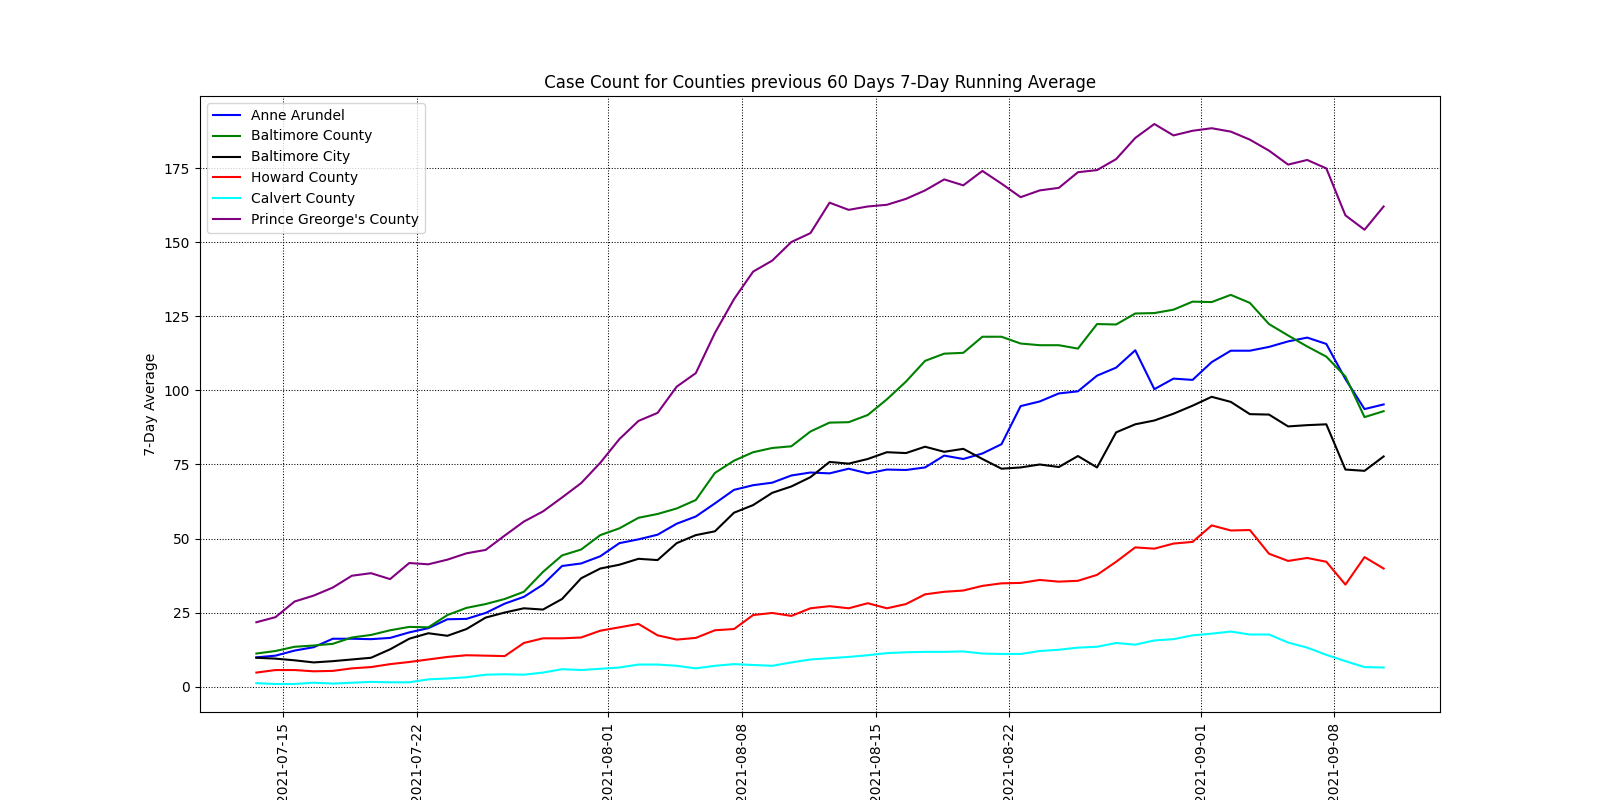 Case Count for Counties previous 60 Days 7-Day Running Average
Anne Arundel
Baltimore County
Baltimore City
Howard County
Calvert County
Prince Greorge's County
7-Day Average
175
150
125
100
75
50
25
0
2021-07-15
2021-07-22
2021-08-01
2021-08-08
2021-08-15
2021-08-22
2021-09-01
2021-09-08